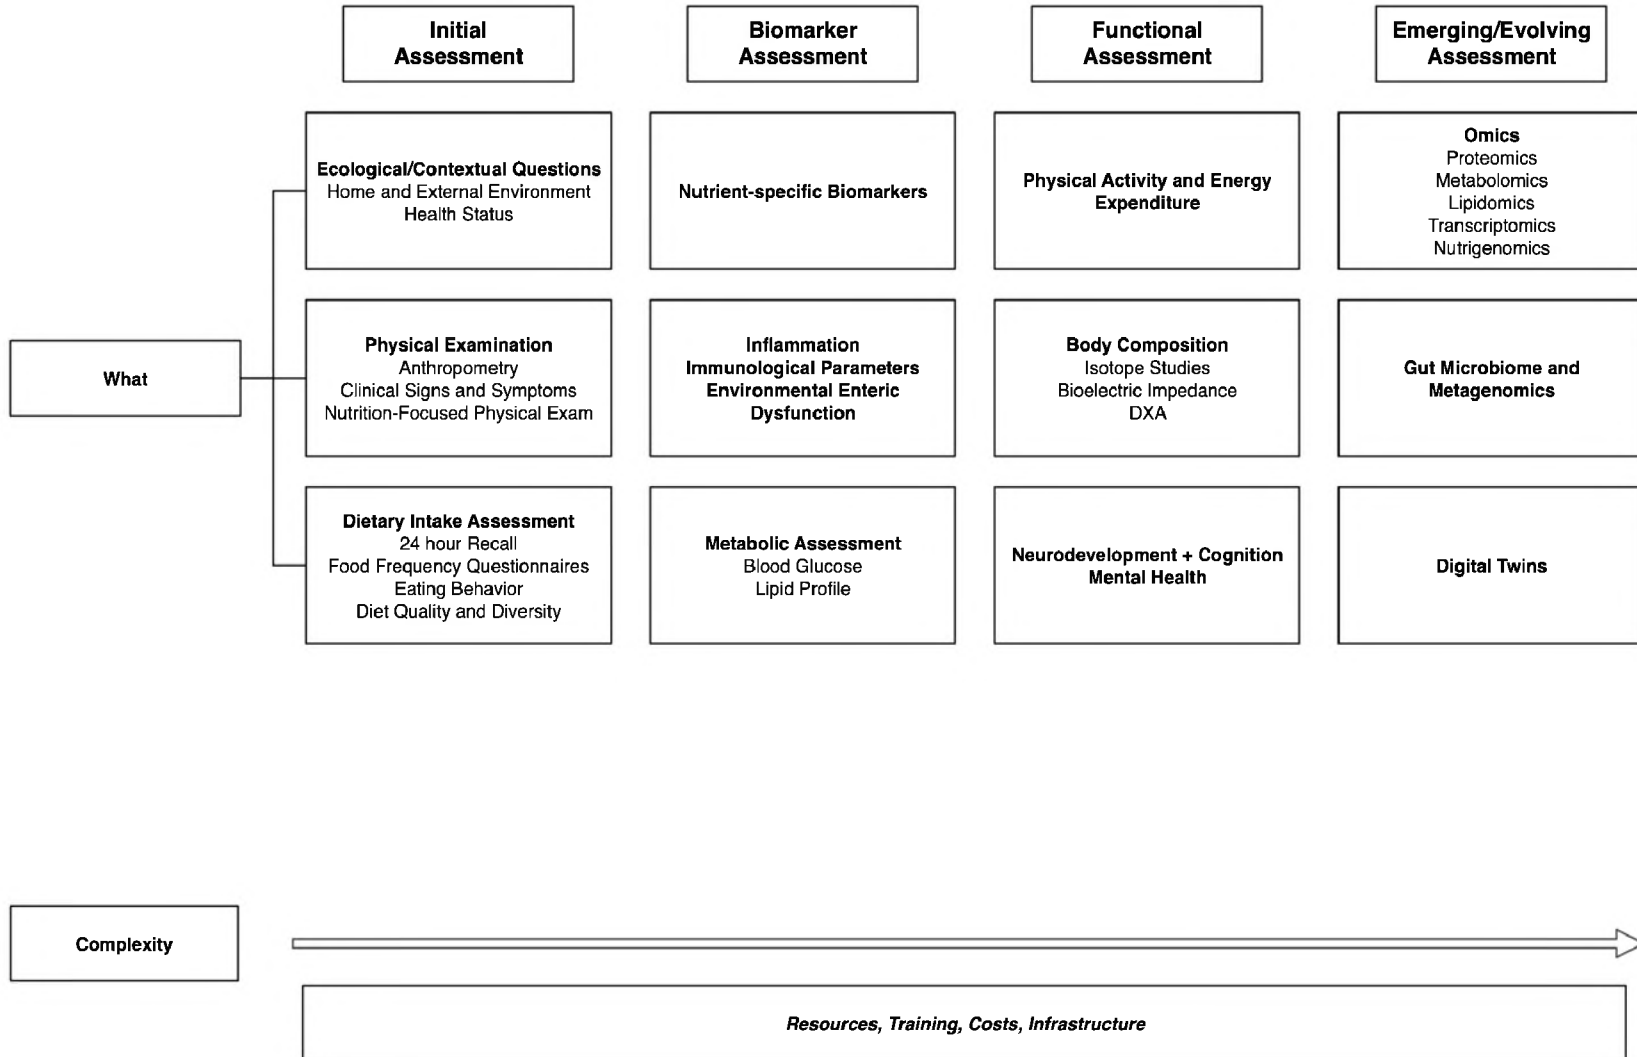 Initial
Assessment
Biomarker
Assessment
Functional
Assessment
Emerging/Evolving
Assessment
What
Ecological/Contextual Questions
Home and External Environment
Health Status
Nutrient-specific Biomarkers
Physical Activity and Energy
Expenditure
Omics
Proteomics
Metabolomics
Lipidomics
Transcriptomics
Nutrigenomics
Physical Examination
Anthropometry
Clinical Signs and Symptoms
Nutrition-Focused Physical Exam
Inflammation
Immunological Parameters
Environmental Enteric
Dysfunction
Body Composition
Isotope Studies
Bioelectric Impedance
DXA
Gut Microbiome and
Metagenomics
Dietary Intake Assessment
24 hour Recall
Food Frequency Questionnaires
Eating Behavior
Diet Quality and Diversity
Metabolic Assessment
Blood Glucose
Lipid Profile
Neurodevelopment + Cognition
Mental Health
Digital Twins
Complexity
Resources, Training, Costs, Infrastructure